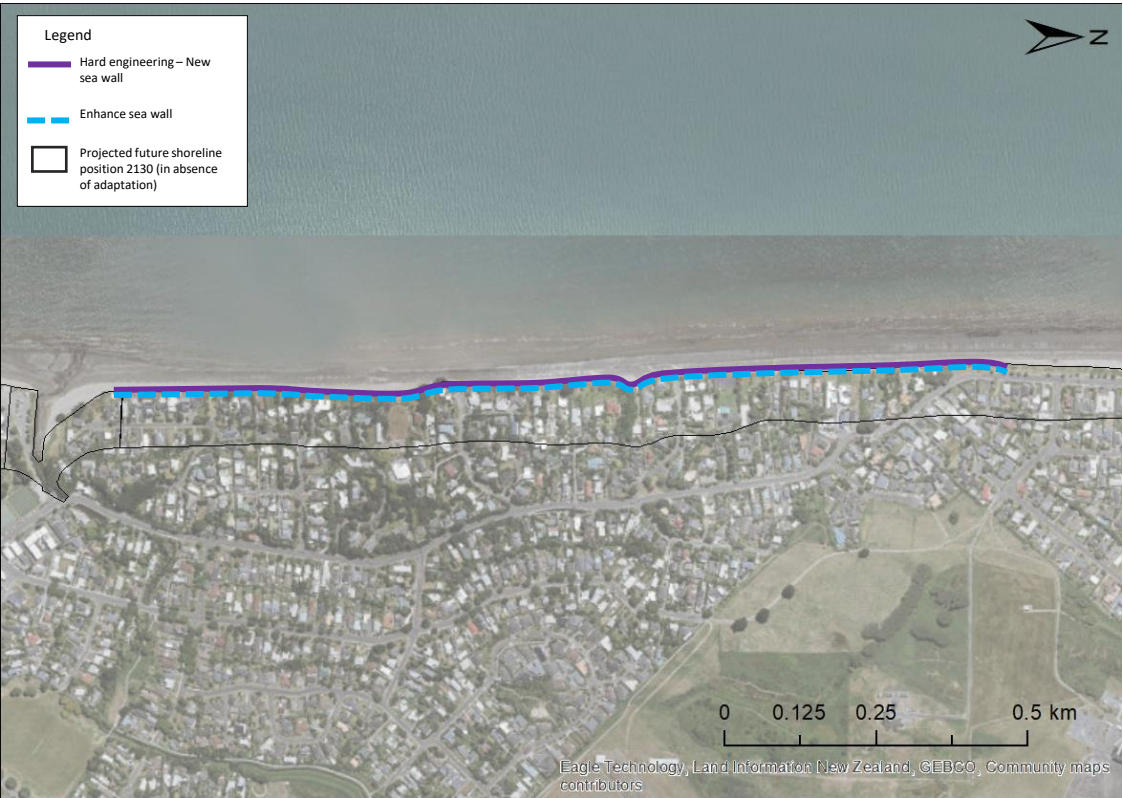 Legend
Hard engineering – New
sea wall
Enhance sea wall
Projected future shoreline
position 2130 (in absence
of adaptation)
N
0 0.125 0.25 0.5 km
Eagle Technology, Land Information New Zealand, GEBCO, Community maps
contributors